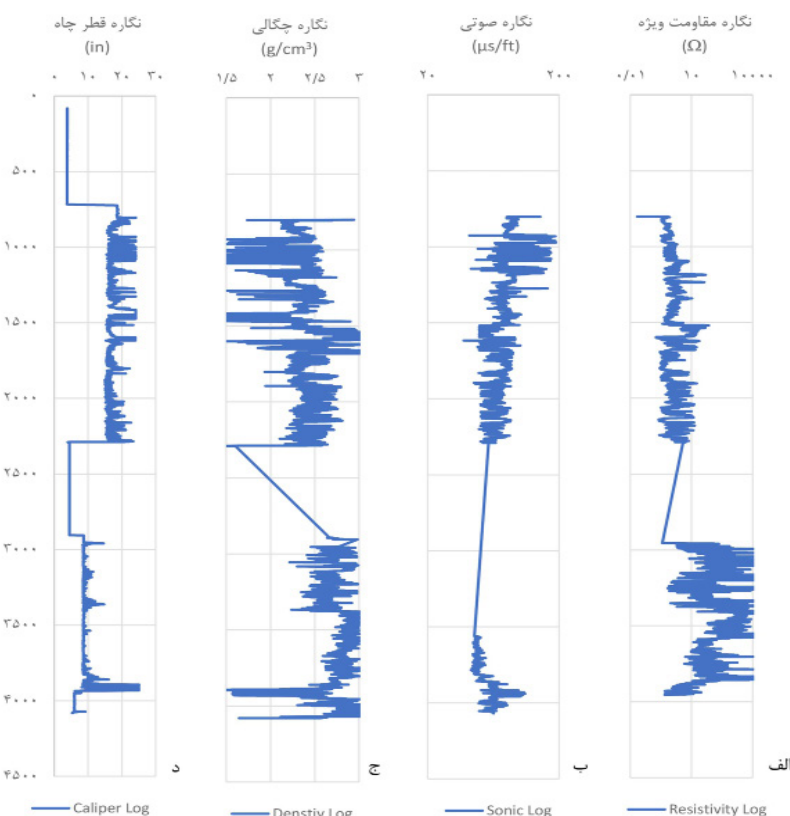 نگاره قطر چاه
(in)
۰ ۱۰ ۲۰ ۳۰
نگاره چگالی
(g/cm³)
۱/۵ ۲ ۲/۵ ۳
نگاره صوتی
(µs/ft)
۲۰ ۲۰۰
نگاره مقاومت ویژه
(Ω)
۰/۰۱ ۱۰ ۱۰۰۰۰
۰
۵۰۰
۱۰۰۰
۱۵۰۰
۲۰۰۰
۲۵۰۰
۳۰۰۰
۳۵۰۰
۴۰۰۰
۴۵۰۰
د
ج
ب
الف
Caliper Log
Denstiy Log
Sonic Log
Resistivity Log